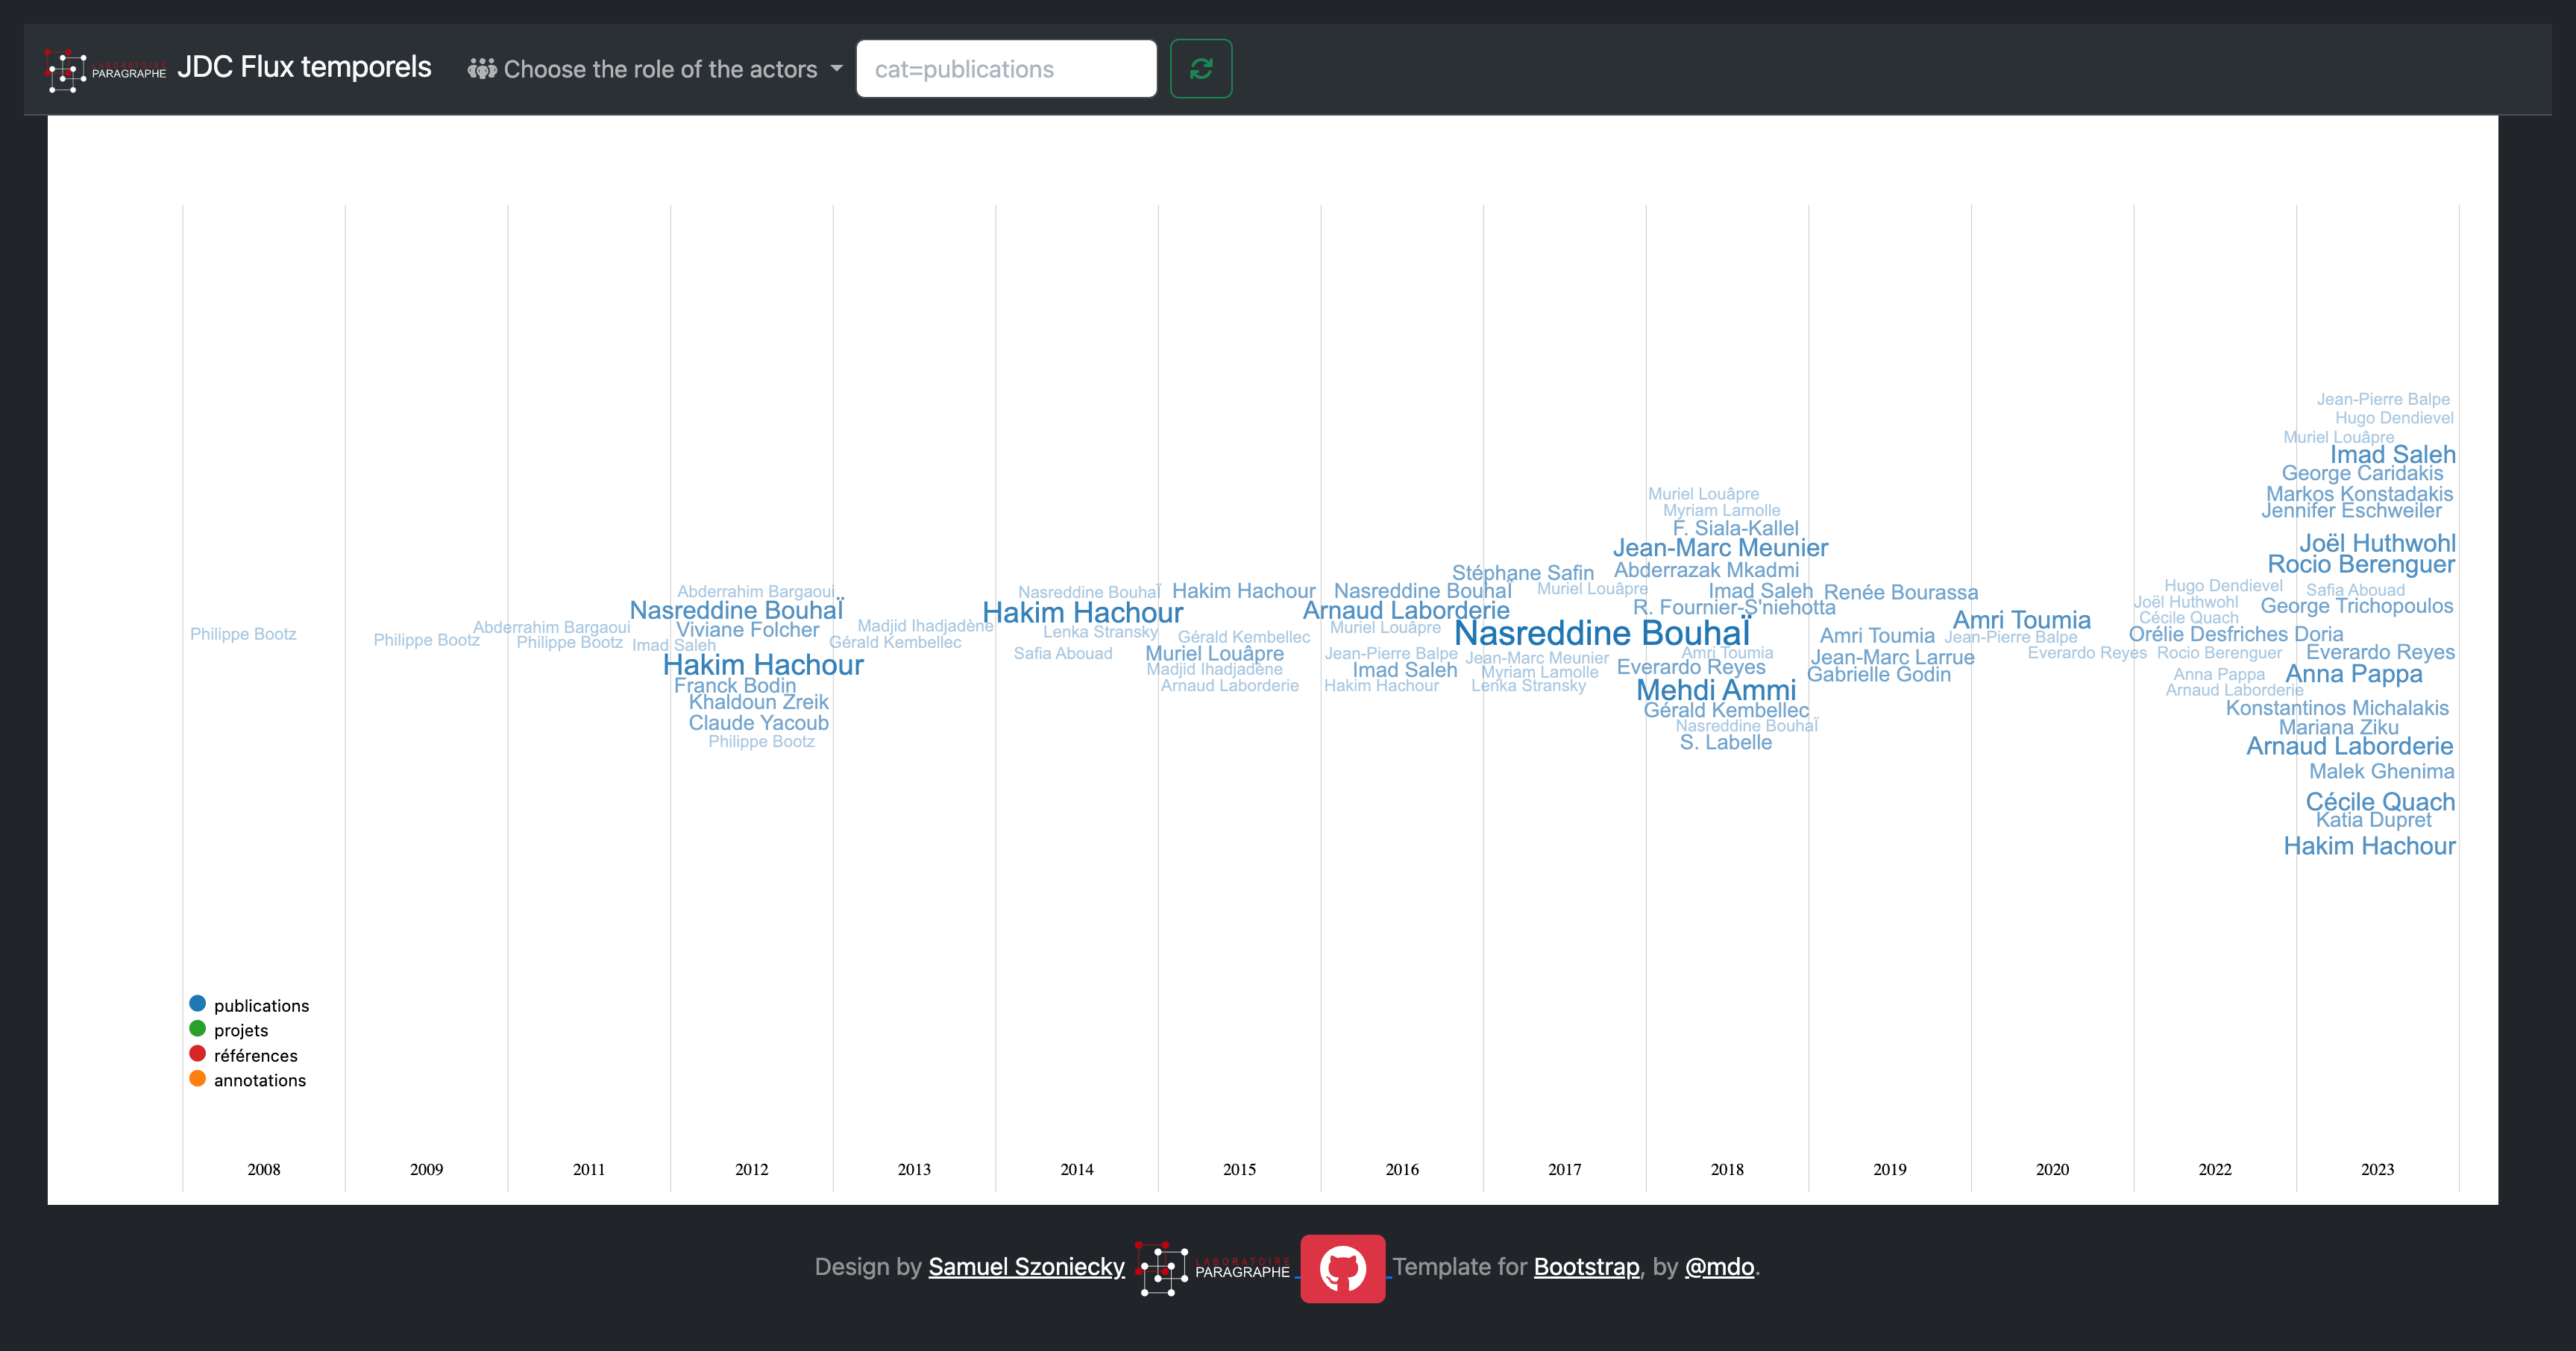 LABORATOIRE
PARAGRAPHE
JDC Flux temporels
Choose the role of the actors
cat=publications
Philippe Bootz
Philippe Bootz
Abderrahim Bargaoui
Philippe Bootz
Abderrahim Bargaoui
Nasreddine BouhaÏ
Viviane Folcher
Imad Saleh
Hakim Hachour
Franck Bodin
Khaldoun Zreik
Claude Yacoub
Philippe Bootz
Madjid Ihadjadène
Gérald Kembellec
Nasreddine BouhaÏ
Hakim Hachour
Lenka Stransky
Safia Abouad
Hakim Hachour
Gérald Kembellec
Muriel Louâpre
Madjid Ihadjadène
Arnaud Laborderie
Nasreddine BouhaÏ
Arnaud Laborderie
Muriel Louâpre
Jean-Pierre Balpe
Imad Saleh
Hakim Hachour
Stéphane Safin
Muriel Louâpre
Nasreddine BouhaÏ
Jean-Marc Meunier
Myriam Lamolle
Lenka Stransky
Muriel Louâpre
Myriam Lamolle
F. Siala-Kallel
Jean-Marc Meunier
Abderrazak Mkadmi
Imad Saleh
R. Fournier-S'niehotta
Amri Toumia
Everardo Reyes
Mehdi Ammi
Gérald Kembellec
Nasreddine BouhaÏ
S. Labelle
Renée Bourassa
Amri Toumia
Jean-Marc Larrue
Gabrielle Godin
Amri Toumia
Jean-Pierre Balpe
Everardo Reyes
Hugo Dendievel
Joël Huthwohl
Cécile Quach
Orélie Desfriches Doria
Rocio Berenguer
Anna Pappa
Arnaud Laborderie
Jean-Pierre Balpe
Hugo Dendievel
Muriel Louâpre
Imad Saleh
George Caridakis
Markos Konstadakis
Jennifer Eschweiler
Joël Huthwohl
Rocio Berenguer
Safia Abouad
George Trichopoulos
Everardo Reyes
Anna Pappa
Konstantinos Michalakis
Mariana Ziku
Arnaud Laborderie
Malek Ghenima
Cécile Quach
Katia Dupret
Hakim Hachour
publications
projets
références
annotations
2008 2009 2011 2012 2013 2014 2015 2016 2017 2018 2019 2020 2022 2023
Design by Samuel Szoniecky LABORATOIRE PARAGRAPHE Template for Bootstrap, by @mdo.